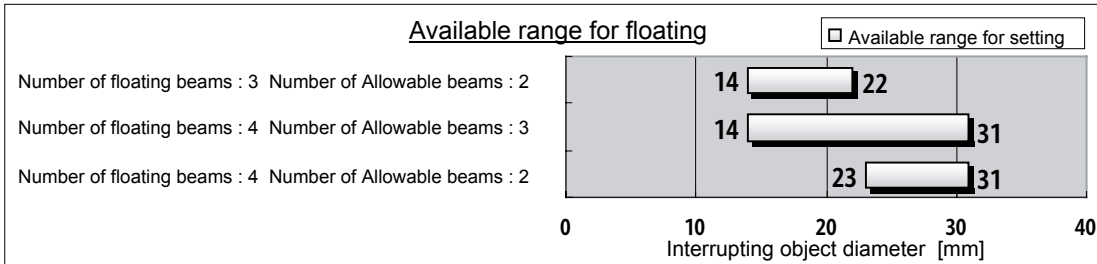 Available range for floating
Available range for setting
Number of floating beams : 3 Number of Allowable beams : 2
14 22
Number of floating beams : 4 Number of Allowable beams : 3
14 31
Number of floating beams : 4 Number of Allowable beams : 2
23 31
0 10 20 30 40
Interrupting object diameter [mm]